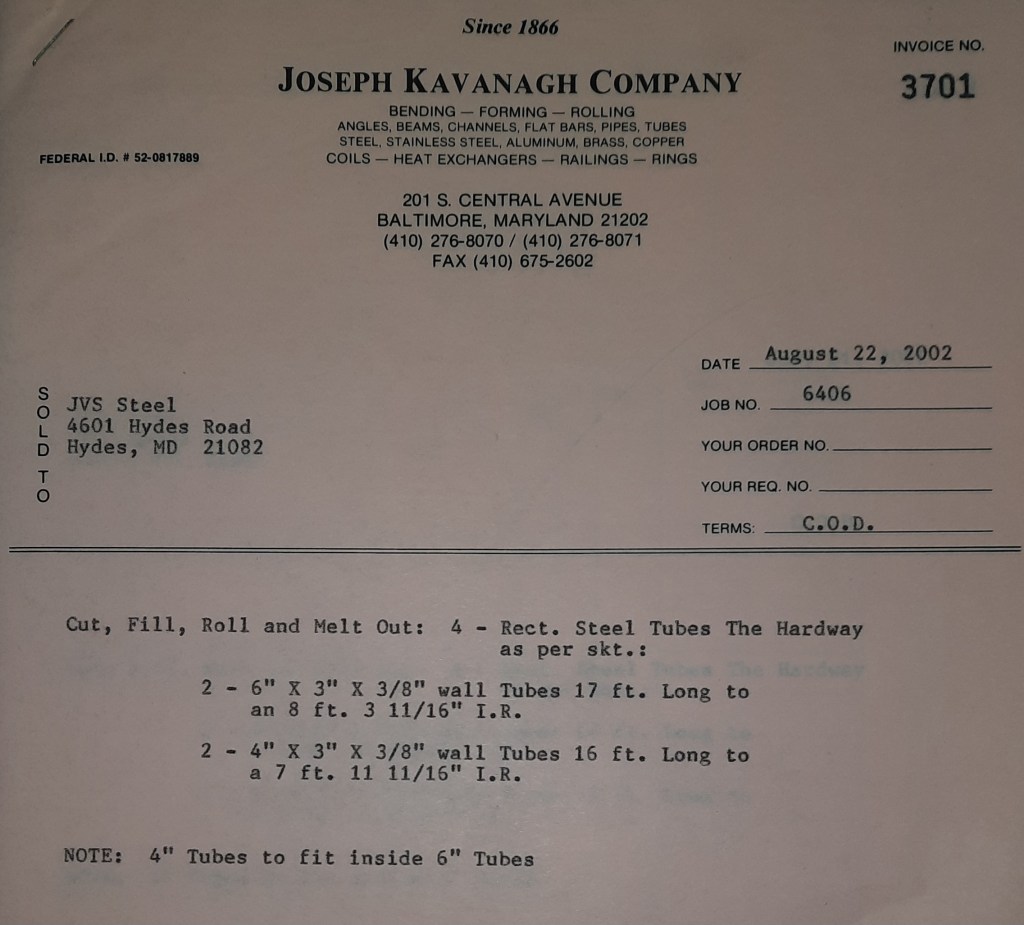 Since 1866
INVOICE NO.
3701
JOSEPH KAVANAGH COMPANY
BENDING — FORMING — ROLLING
ANGLES, BEAMS, CHANNELS, FLAT BARS, PIPES, TUBES
STEEL, STAINLESS STEEL, ALUMINUM, BRASS, COPPER
COILS — HEAT EXCHANGERS — RAILINGS — RINGS
FEDERAL I.D. # 52-0817889
201 S. CENTRAL AVENUE
BALTIMORE, MARYLAND 21202
(410) 276-8070 / (410) 276-8071
FAX (410) 675-2602
DATE August 22, 2002
JOB NO. 6406
YOUR ORDER NO.
YOUR REQ. NO.
TERMS: C.O.D.
SOLD TO
JVS Steel
4601 Hydes Road
Hydes, MD 21082
Cut, Fill, Roll and Melt Out: 4 - Rect. Steel Tubes The Hardway
as per skt.:
2 - 6" X 3" X 3/8" wall Tubes 17 ft. Long to
an 8 ft. 3 11/16" I.R.
2 - 4" X 3" X 3/8" wall Tubes 16 ft. Long to
a 7 ft. 11 11/16" I.R.
NOTE: 4" Tubes to fit inside 6" Tubes